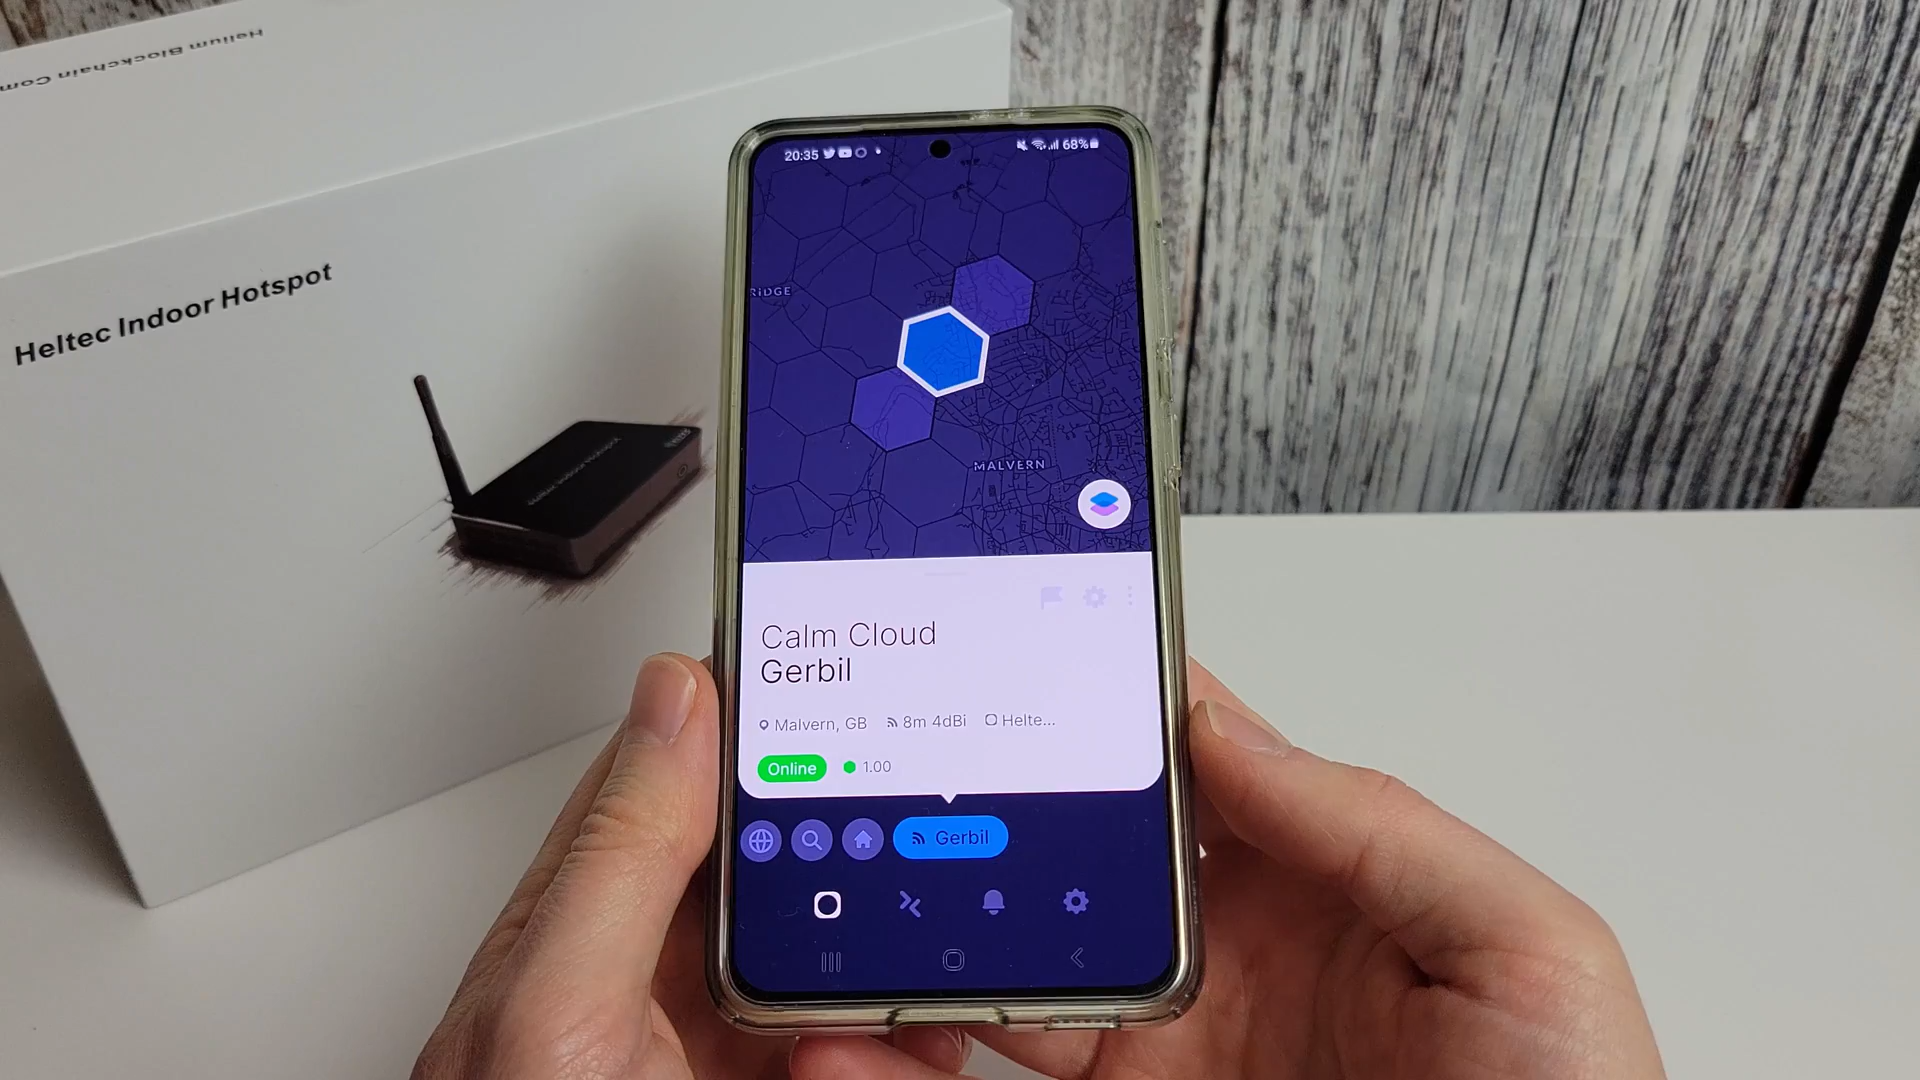 Helium Blockchain Com
Heltec Indoor Hotspot
20:35
68%
RIDGE
MALVERN
Calm Cloud
Gerbil
Malvern, GB 8m 4dBi Helte...
Online 1.00
Gerbil